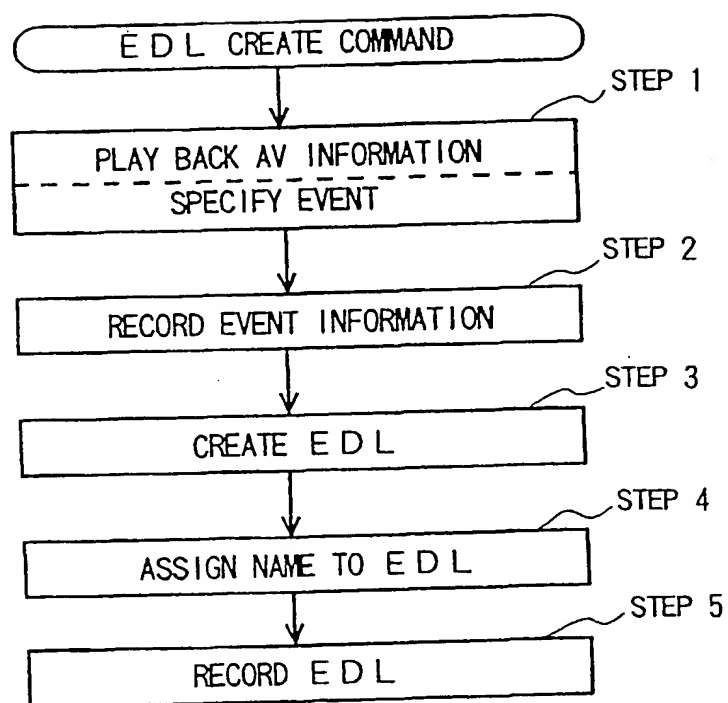 EDL CREATE COMMAND
STEP 1
PLAY BACK AV INFORMATION
SPECIFY EVENT
STEP 2
RECORD EVENT INFORMATION
STEP 3
CREATE EDL
STEP 4
ASSIGN NAME TO EDL
STEP 5
RECORD EDL